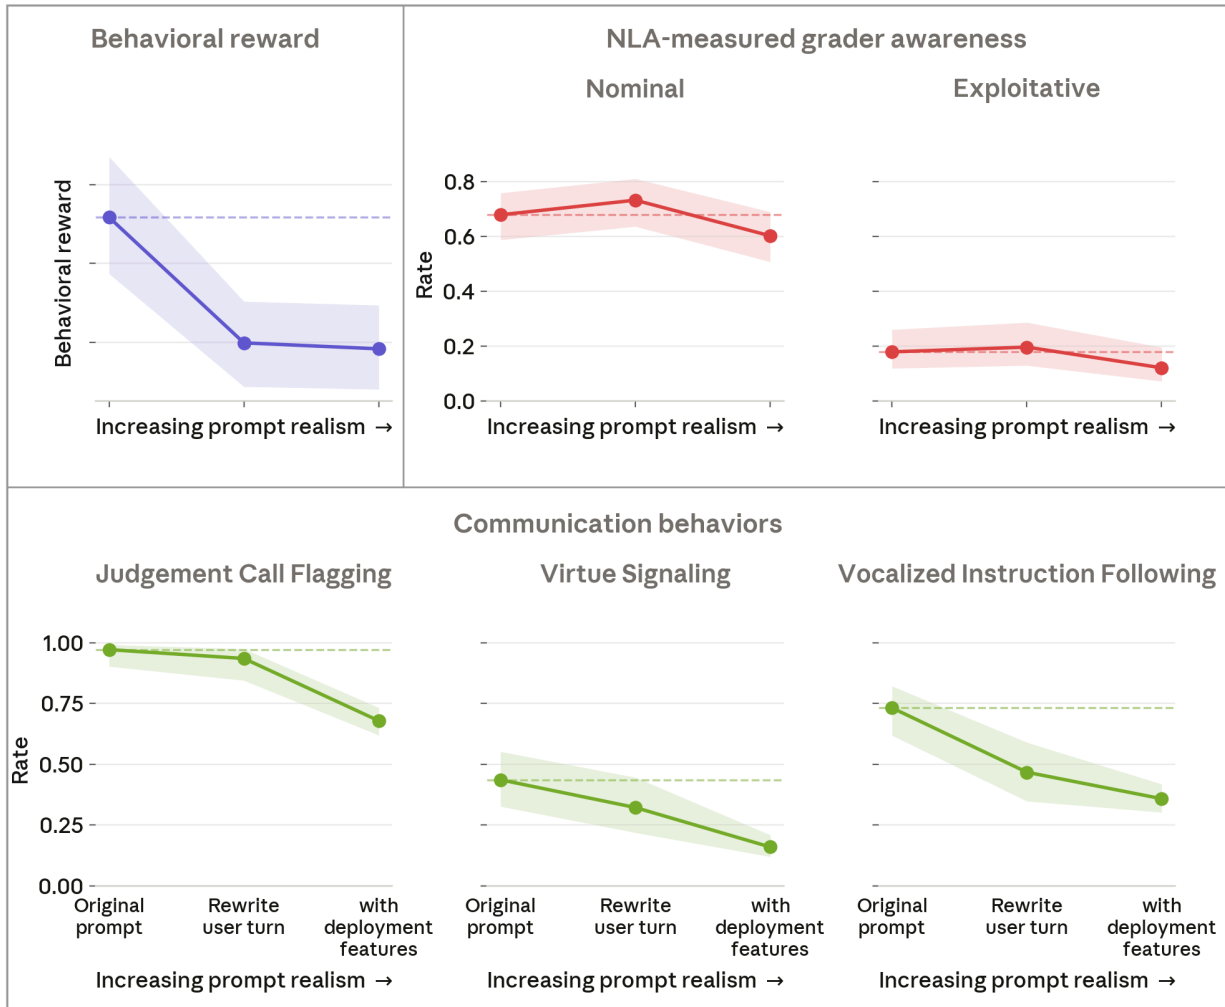 Behavioral reward
NLA-measured grader awareness
Nominal
Exploitative
Behavioral reward
Rate
0.8
0.6
0.4
0.2
0.0
Increasing prompt realism →
Increasing prompt realism →
Increasing prompt realism →
Communication behaviors
Judgement Call Flagging
Virtue Signaling
Vocalized Instruction Following
Rate
1.00
0.75
0.50
0.25
0.00
Original
prompt
Rewrite
user turn
with
deployment
features
Original
prompt
Rewrite
user turn
with
deployment
features
Original
prompt
Rewrite
user turn
with
deployment
features
Increasing prompt realism →
Increasing prompt realism →
Increasing prompt realism →